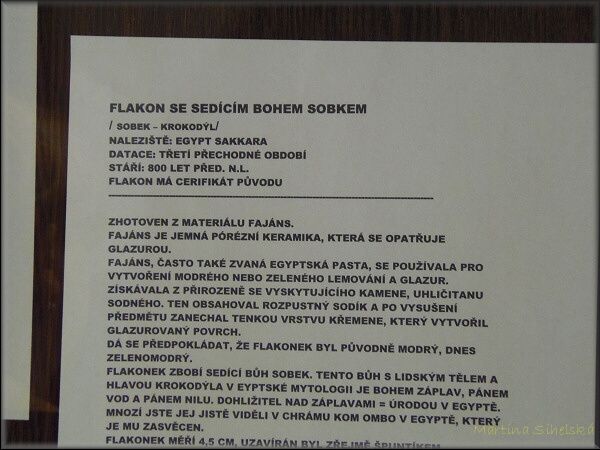 FLAKON SE SEDÍCÍM BOHEM SOBKEM
/ SOBEK – KROKODÝL/
NALEZIŠTĚ: EGYPT SAKKARA
DATACE: TŘETÍ PŘECHODNÉ OBDOBÍ
STÁŘÍ: 800 LET PŘED. N.L.
FLAKON MÁ CERIFIKÁT PŮVODU
ZHOTOVEN Z MATERIÁLU FAJÁNS.
FAJÁNS JE JEMNÁ PÓRÉZNÍ KERAMIKA, KTERÁ SE OPATŘUJE
GLAZUROU.
FAJÁNS, ČASTO TAKÉ ZVANÁ EGYPTSKÁ PASTA, SE POUŽÍVALA PRO
VYTVOŘENÍ MODRÉHO NEBO ZELENÉHO LEMOVÁNÍ A GLAZUR.
ZÍSKÁVALA Z PŘIROZENĚ SE VYSKYTUJÍCÍHO KAMENE, UHLIČITANU
SODNÉHO. TEN OBSAHOVAL ROZPUSTNÝ SODÍK A PO VYSUŠENÍ
PŘEDMĚTU ZANECHAL TENKOU VRSTVU KŘEMENE, KTERÝ VYTVOŘIL
GLAZUROVANÝ POVRCH.
DÁ SE PŘEDPOKLÁDAT, ŽE FLAKONEK BYL PŮVODNĚ MODRÝ, DNES
ZELENOMODRÝ.
FLAKONEK ZBOBÍ SEDÍCÍ BŮH SOBEK. TENTO BŮH S LIDSKÝM TĚLEM A
HLAVOU KROKODÝLA V EYPTSKÉ MYTOLOGII JE BOHEM ZÁPLAV, PÁNEM
VOD A PÁNEM NILU. DOHLIŽITEL NAD ZÁPLAVAMI = ÚRODOU V EGYPTĚ.
MNOZÍ JSTE JEJ JISTĚ VIDĚLI V CHRÁMU KOM OMBO V EGYPTĚ, KTERÝ
JE MU ZASVĚCEN.
FLAKONEK MĚŘÍ 4,5 CM, UZAVÍRÁN BYL ZŘEJMĚ ŠPUNTÍKEM
Martina Sihelská